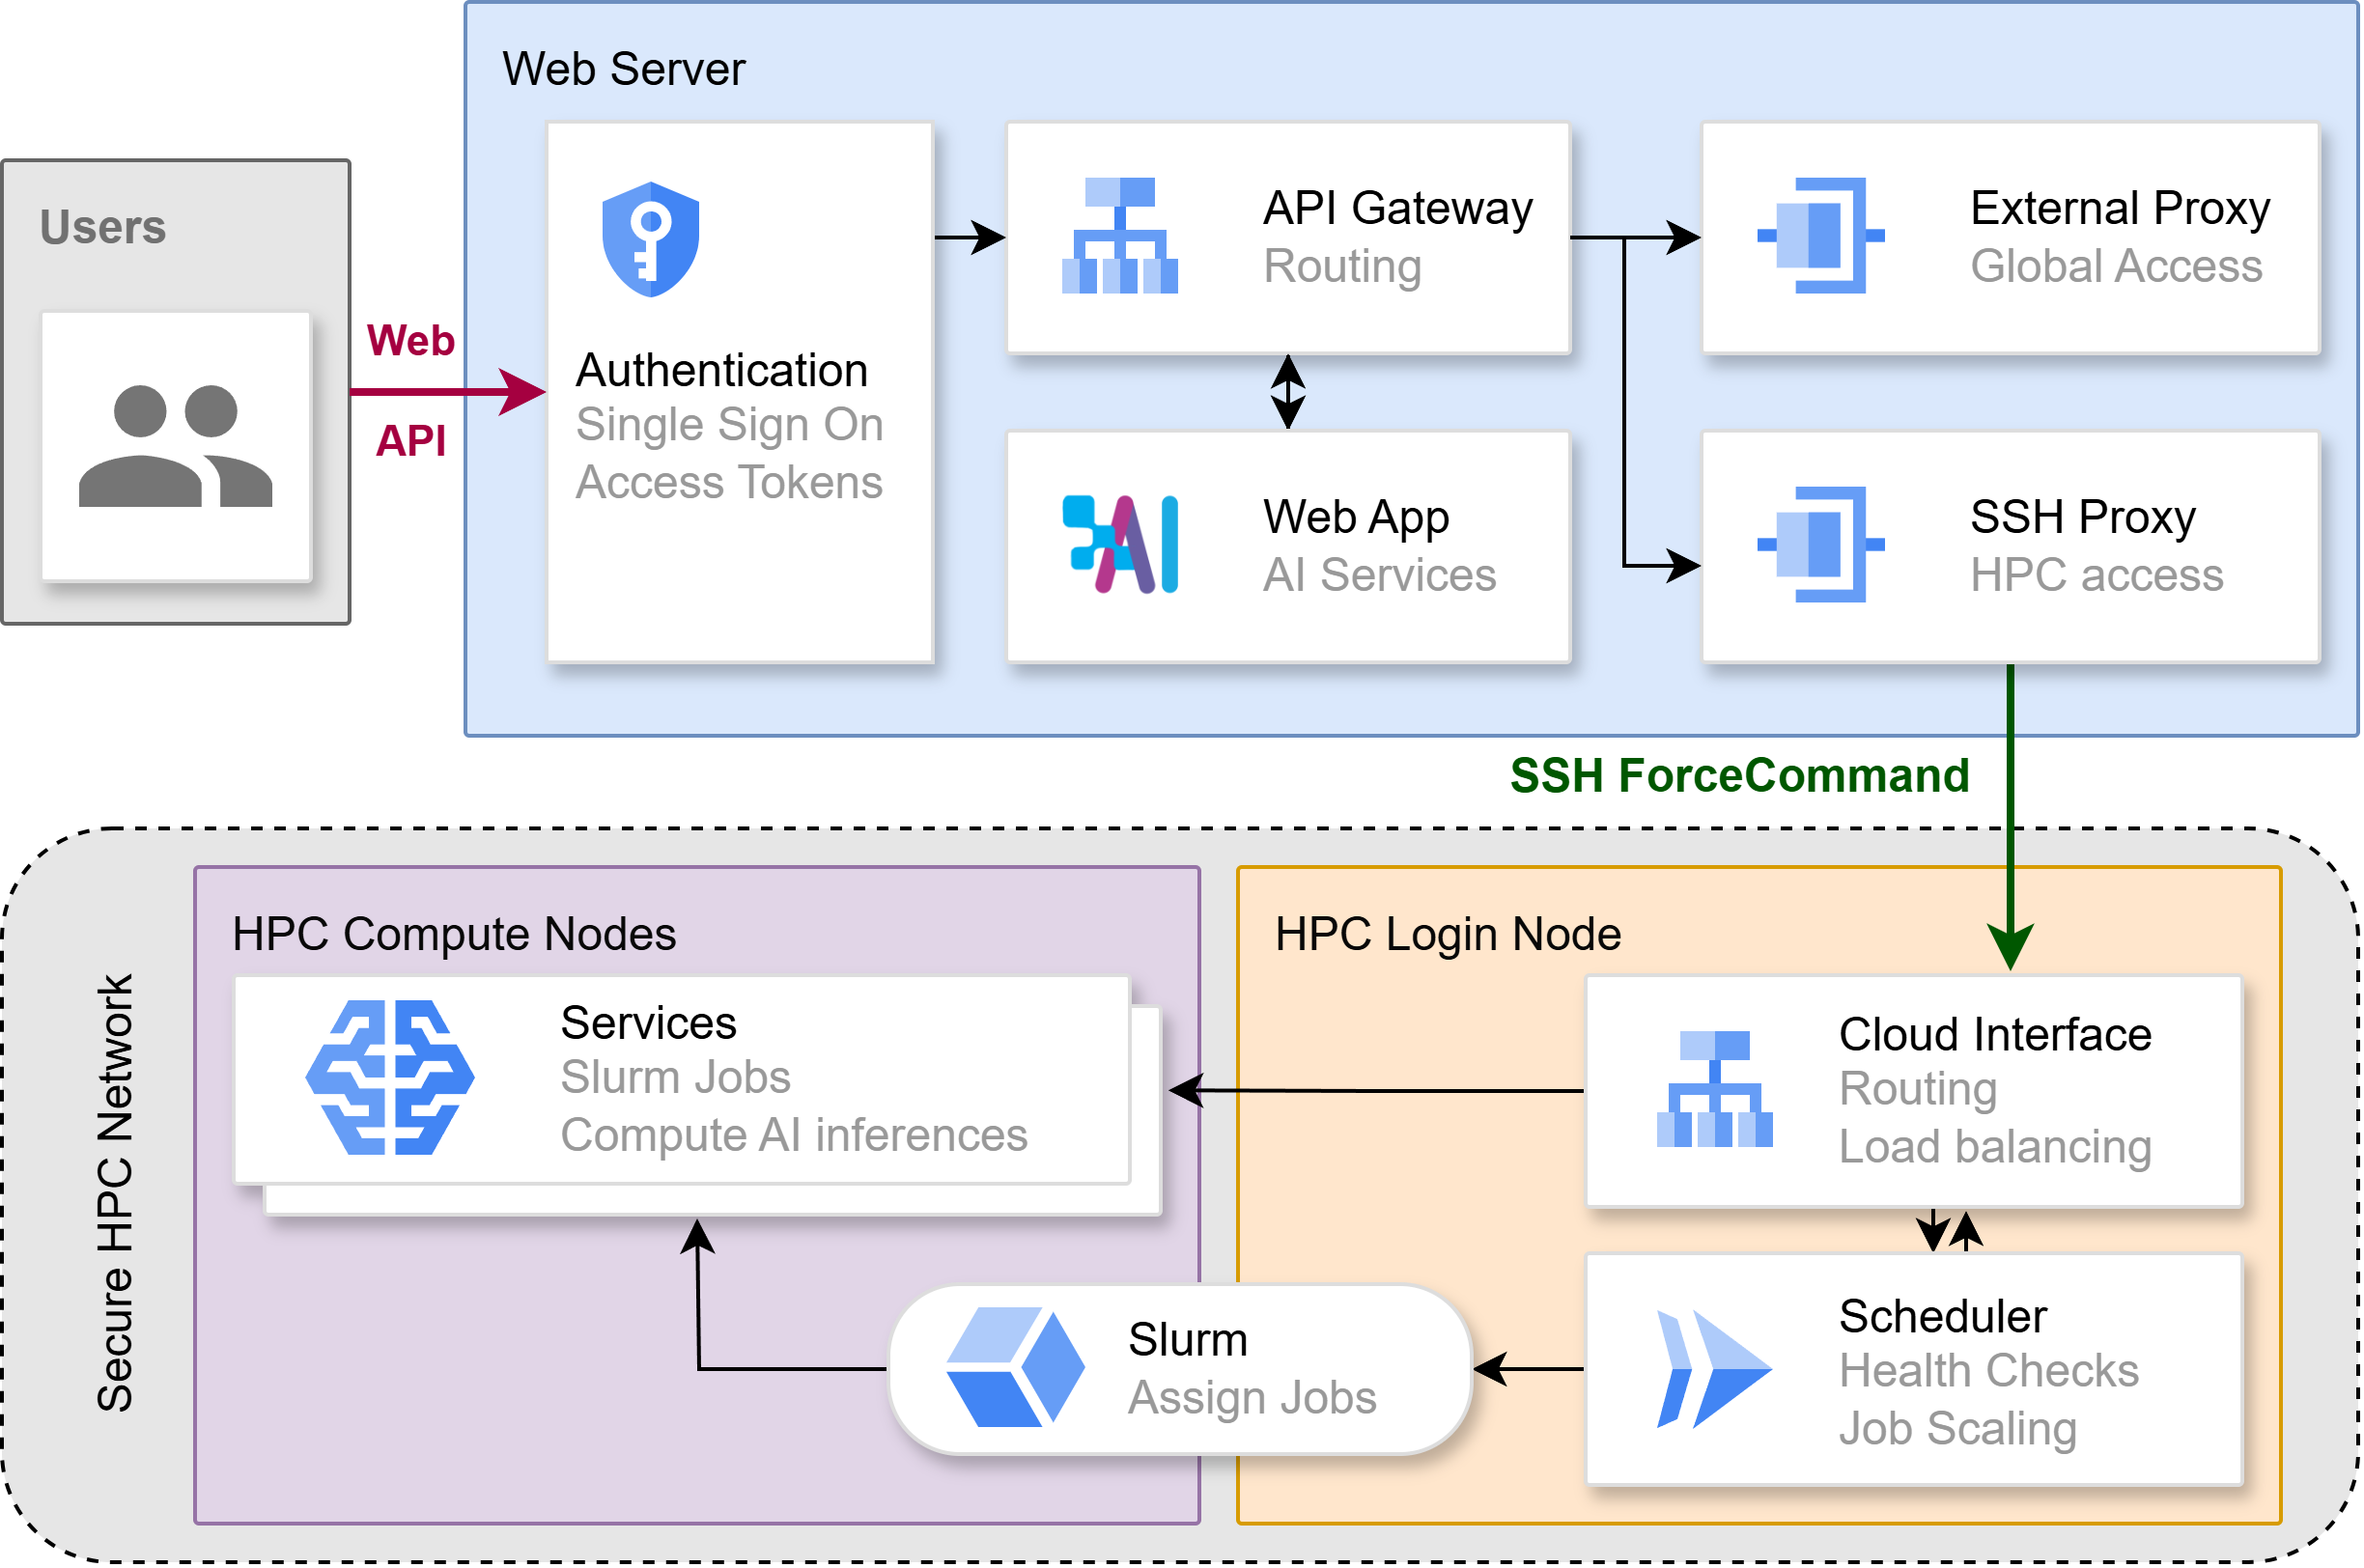 Web Server
Users
Web
API
Authentication
Single Sign On
Access Tokens
API Gateway
Routing
Web App
AI Services
AI
External Proxy
Global Access
SSH Proxy
HPC access
SSH ForceCommand
Secure HPC Network
HPC Compute Nodes
Services
Slurm Jobs
Compute AI inferences
HPC Login Node
Cloud Interface
Routing
Load balancing
Slurm
Assign Jobs
Scheduler
Health Checks
Job Scaling